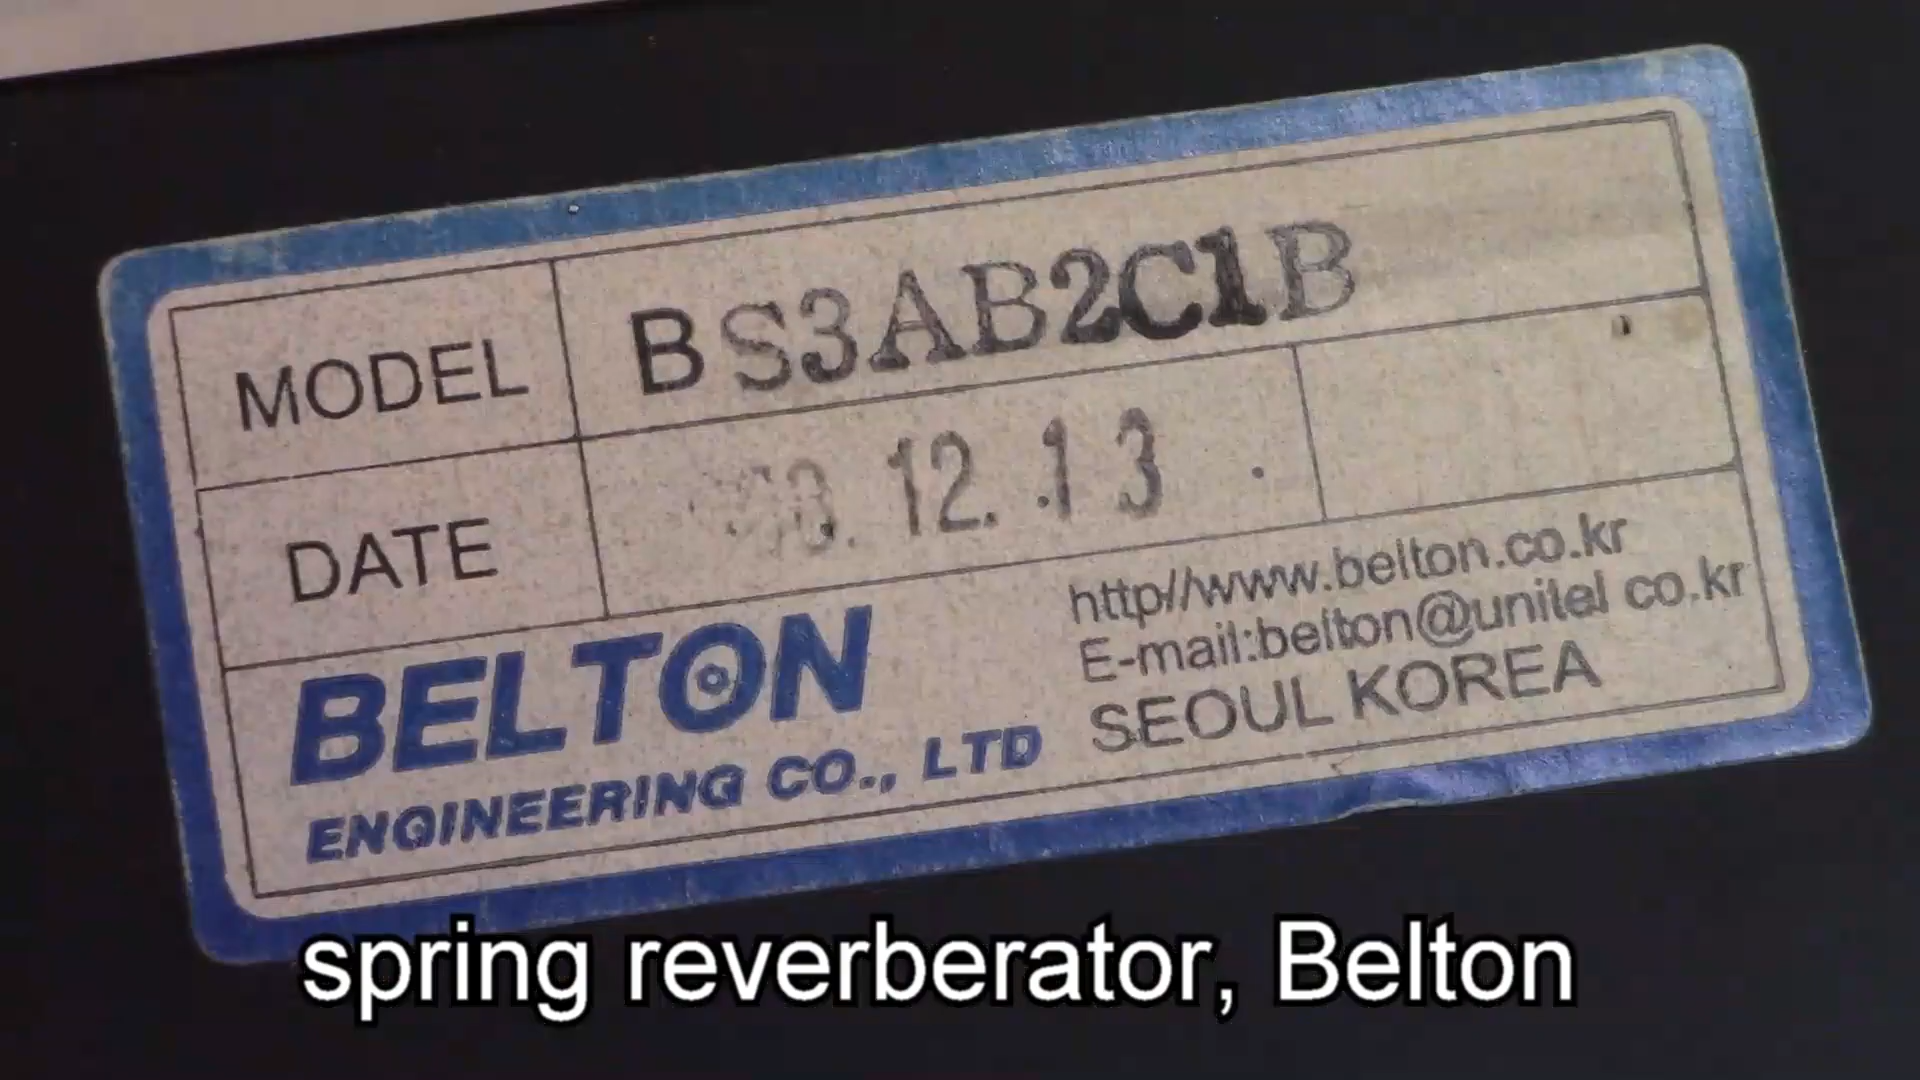 MODEL BS3AB2C1B
DATE 12.13
BELTON
ENGINEERING CO., LTD
http//www.belton.co.kr
E-mail:belton@unitel co.kr
SEOUL KOREA
spring reverberator, Belton